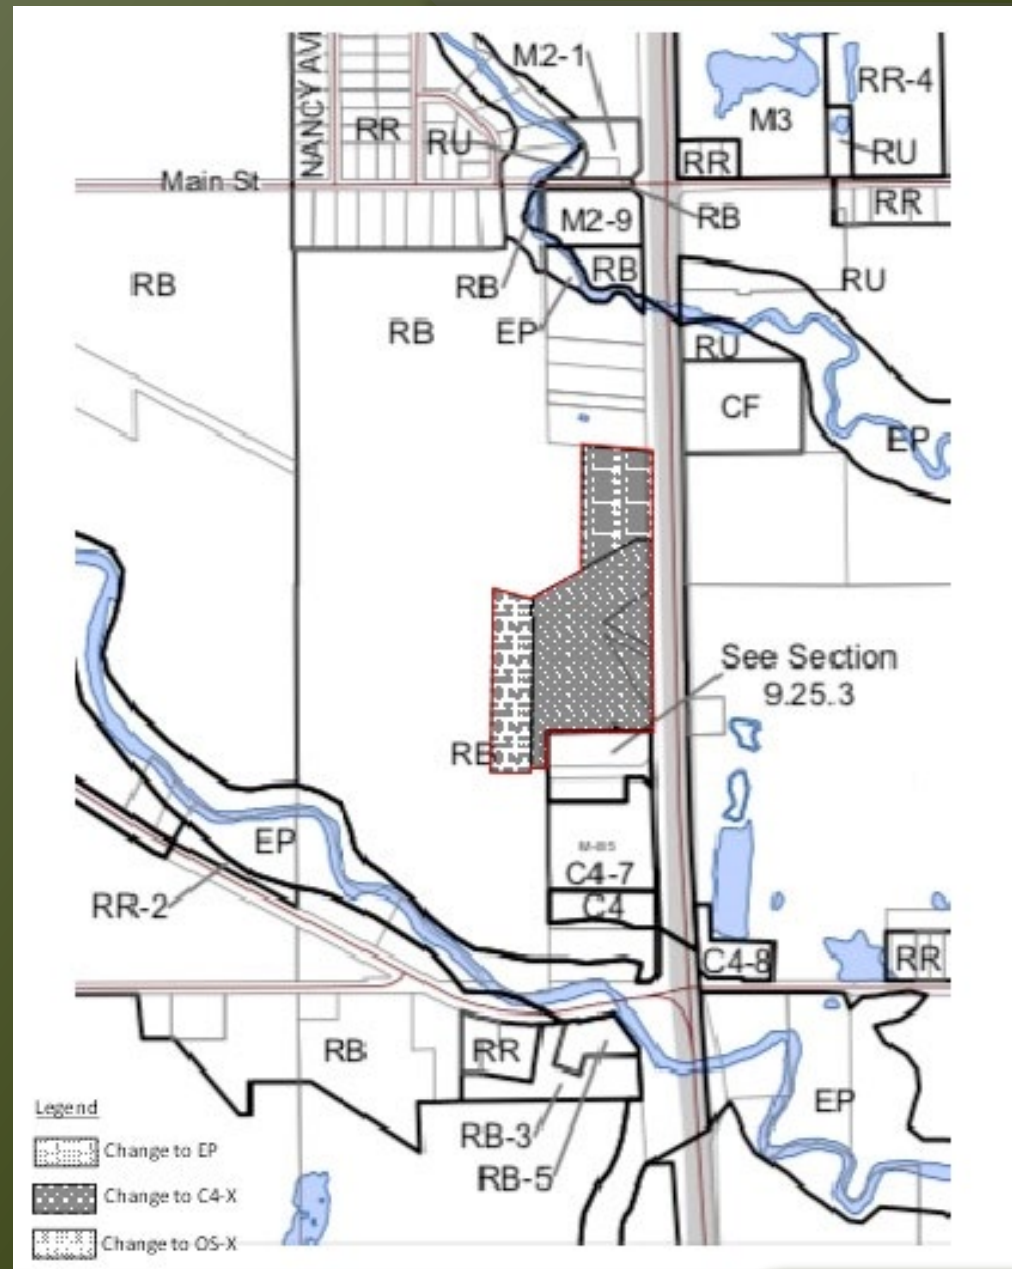 M2-1
NANCY AV
RR
RU
M3
RR-4
RU
RR
Main St
RR
M2-9
RB
RB
RB
RB
RU
RB
EP
RU
CF
EP
See Section
9.25.3
RB
EP
C4-7
C4
RR-2
C4-8
RR
RB
RR
EP
RB-3
RB-5
Legend
Change to EP
Change to C4-X
Change to OS-X